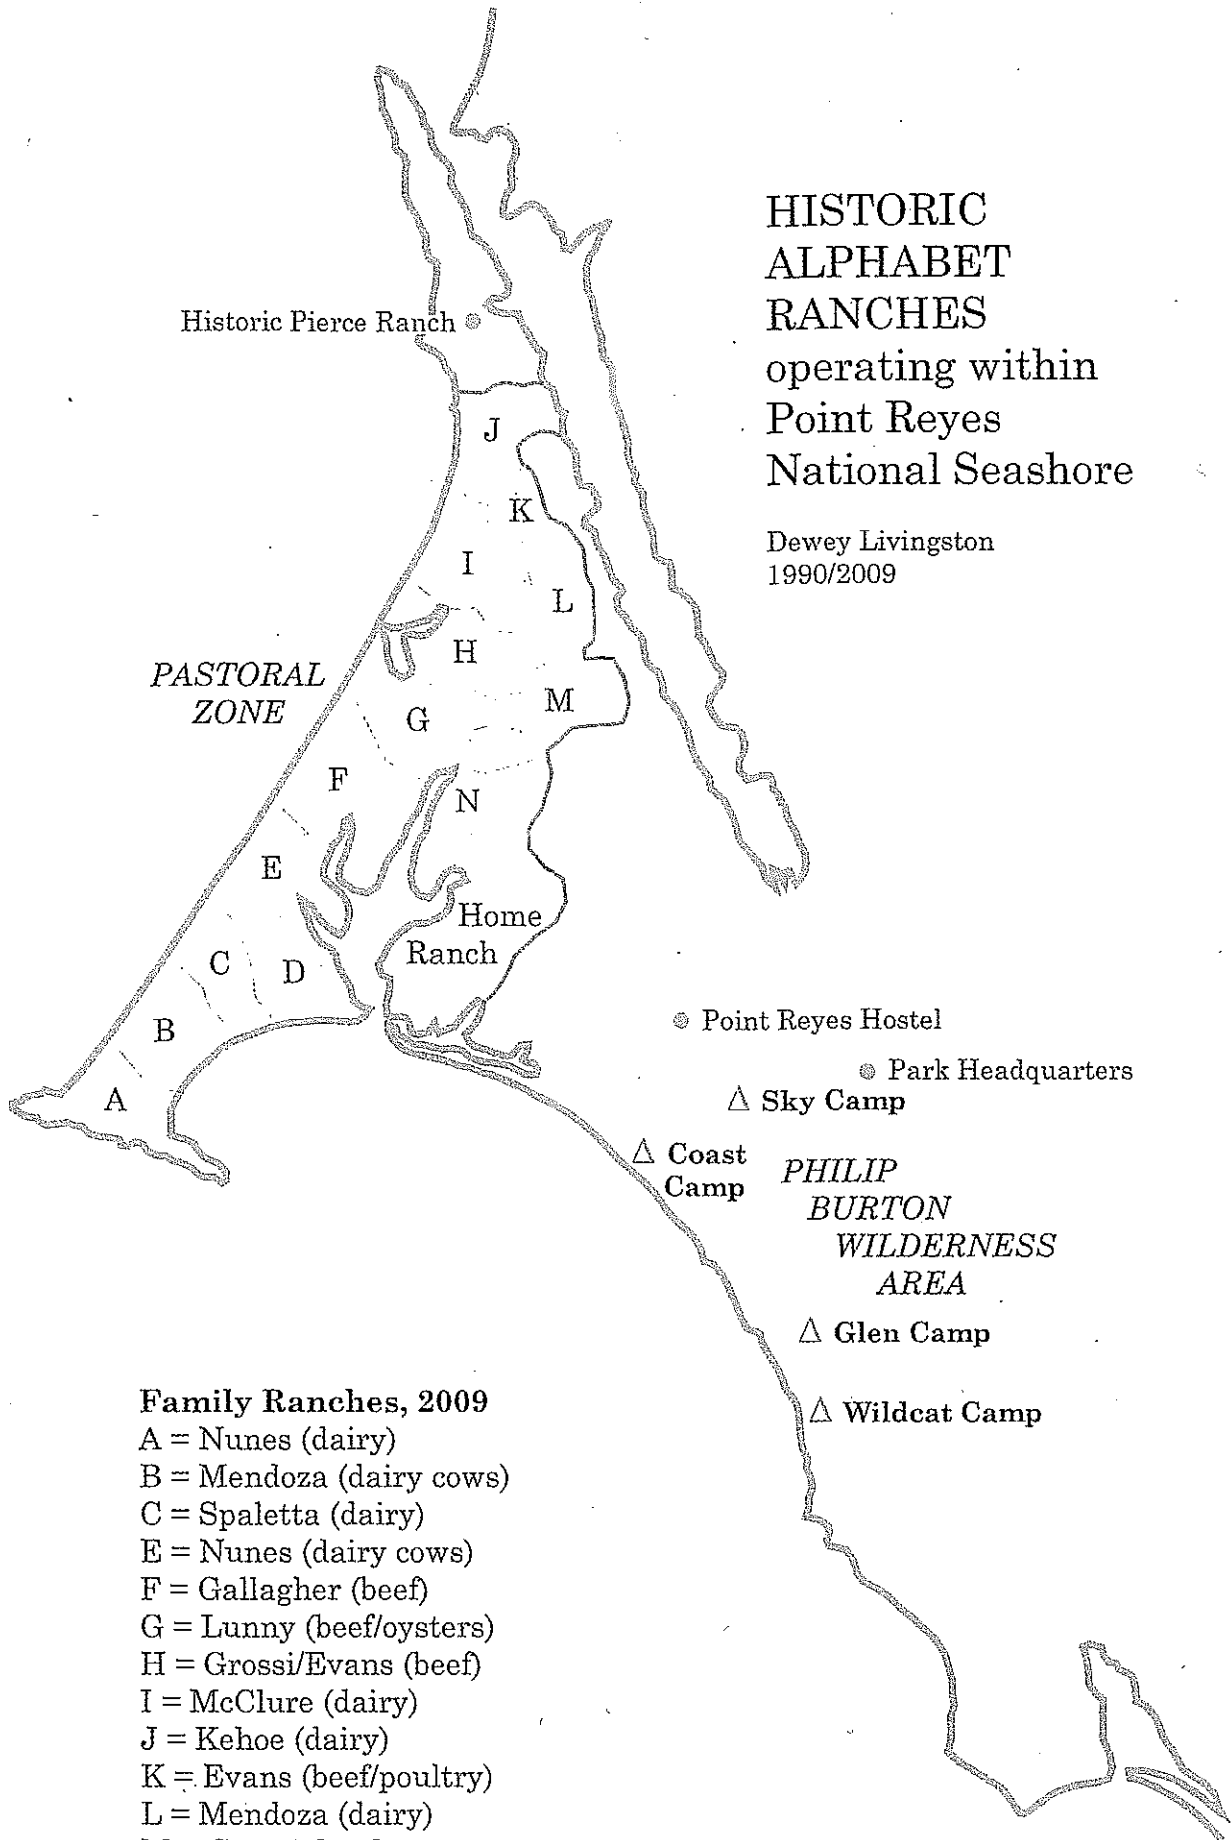 HISTORIC
ALPHABET
RANCHES
operating within
Point Reyes
National Seashore
Dewey Livingston
1990/2009
Historic Pierce Ranch
J
K
I
L
H
PASTORAL
ZONE
M
G
F
N
E
Home
Ranch
C
D
B
A
Point Reyes Hostel
Park Headquarters
Sky Camp
Coast
Camp
PHILIP
BURTON
WILDERNESS
AREA
Glen Camp
Wildcat Camp
Family Ranches, 2009
A = Nunes (dairy)
B = Mendoza (dairy cows)
C = Spaletta (dairy)
E = Nunes (dairy cows)
F = Gallagher (beef)
G = Lunny (beef/oysters)
H = Grossi/Evans (beef)
I = McClure (dairy)
J = Kehoe (dairy)
K = Evans (beef/poultry)
L = Mendoza (dairy)